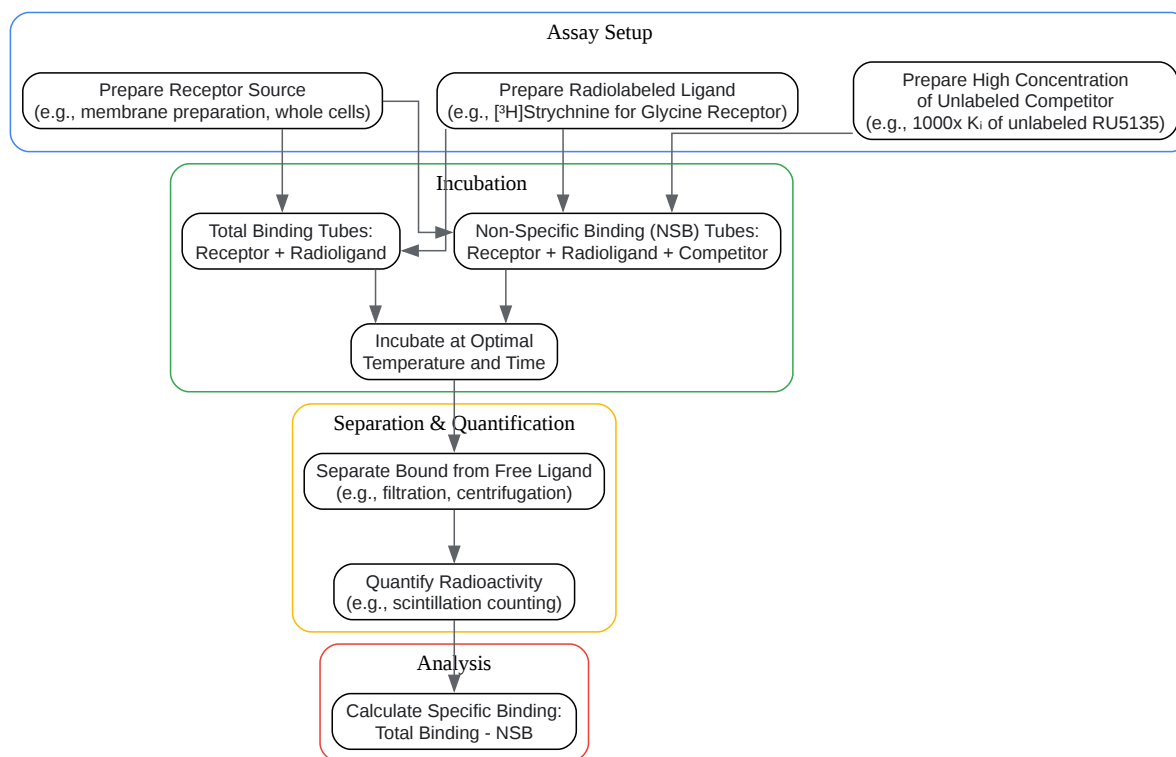 Assay Setup
Prepare Receptor Source
(e.g., membrane preparation, whole cells)
Prepare Radiolabeled Ligand
(e.g., [³H]Strychnine for Glycine Receptor)
Prepare High Concentration
of Unlabeled Competitor
(e.g., 1000x Kᵢ of unlabeled RU5135)
Incubation
Total Binding Tubes:
Receptor + Radioligand
Non-Specific Binding (NSB) Tubes:
Receptor + Radioligand + Competitor
Incubate at Optimal
Temperature and Time
Separation & Quantification
Separate Bound from Free Ligand
(e.g., filtration, centrifugation)
Quantify Radioactivity
(e.g., scintillation counting)
Analysis
Calculate Specific Binding:
Total Binding - NSB